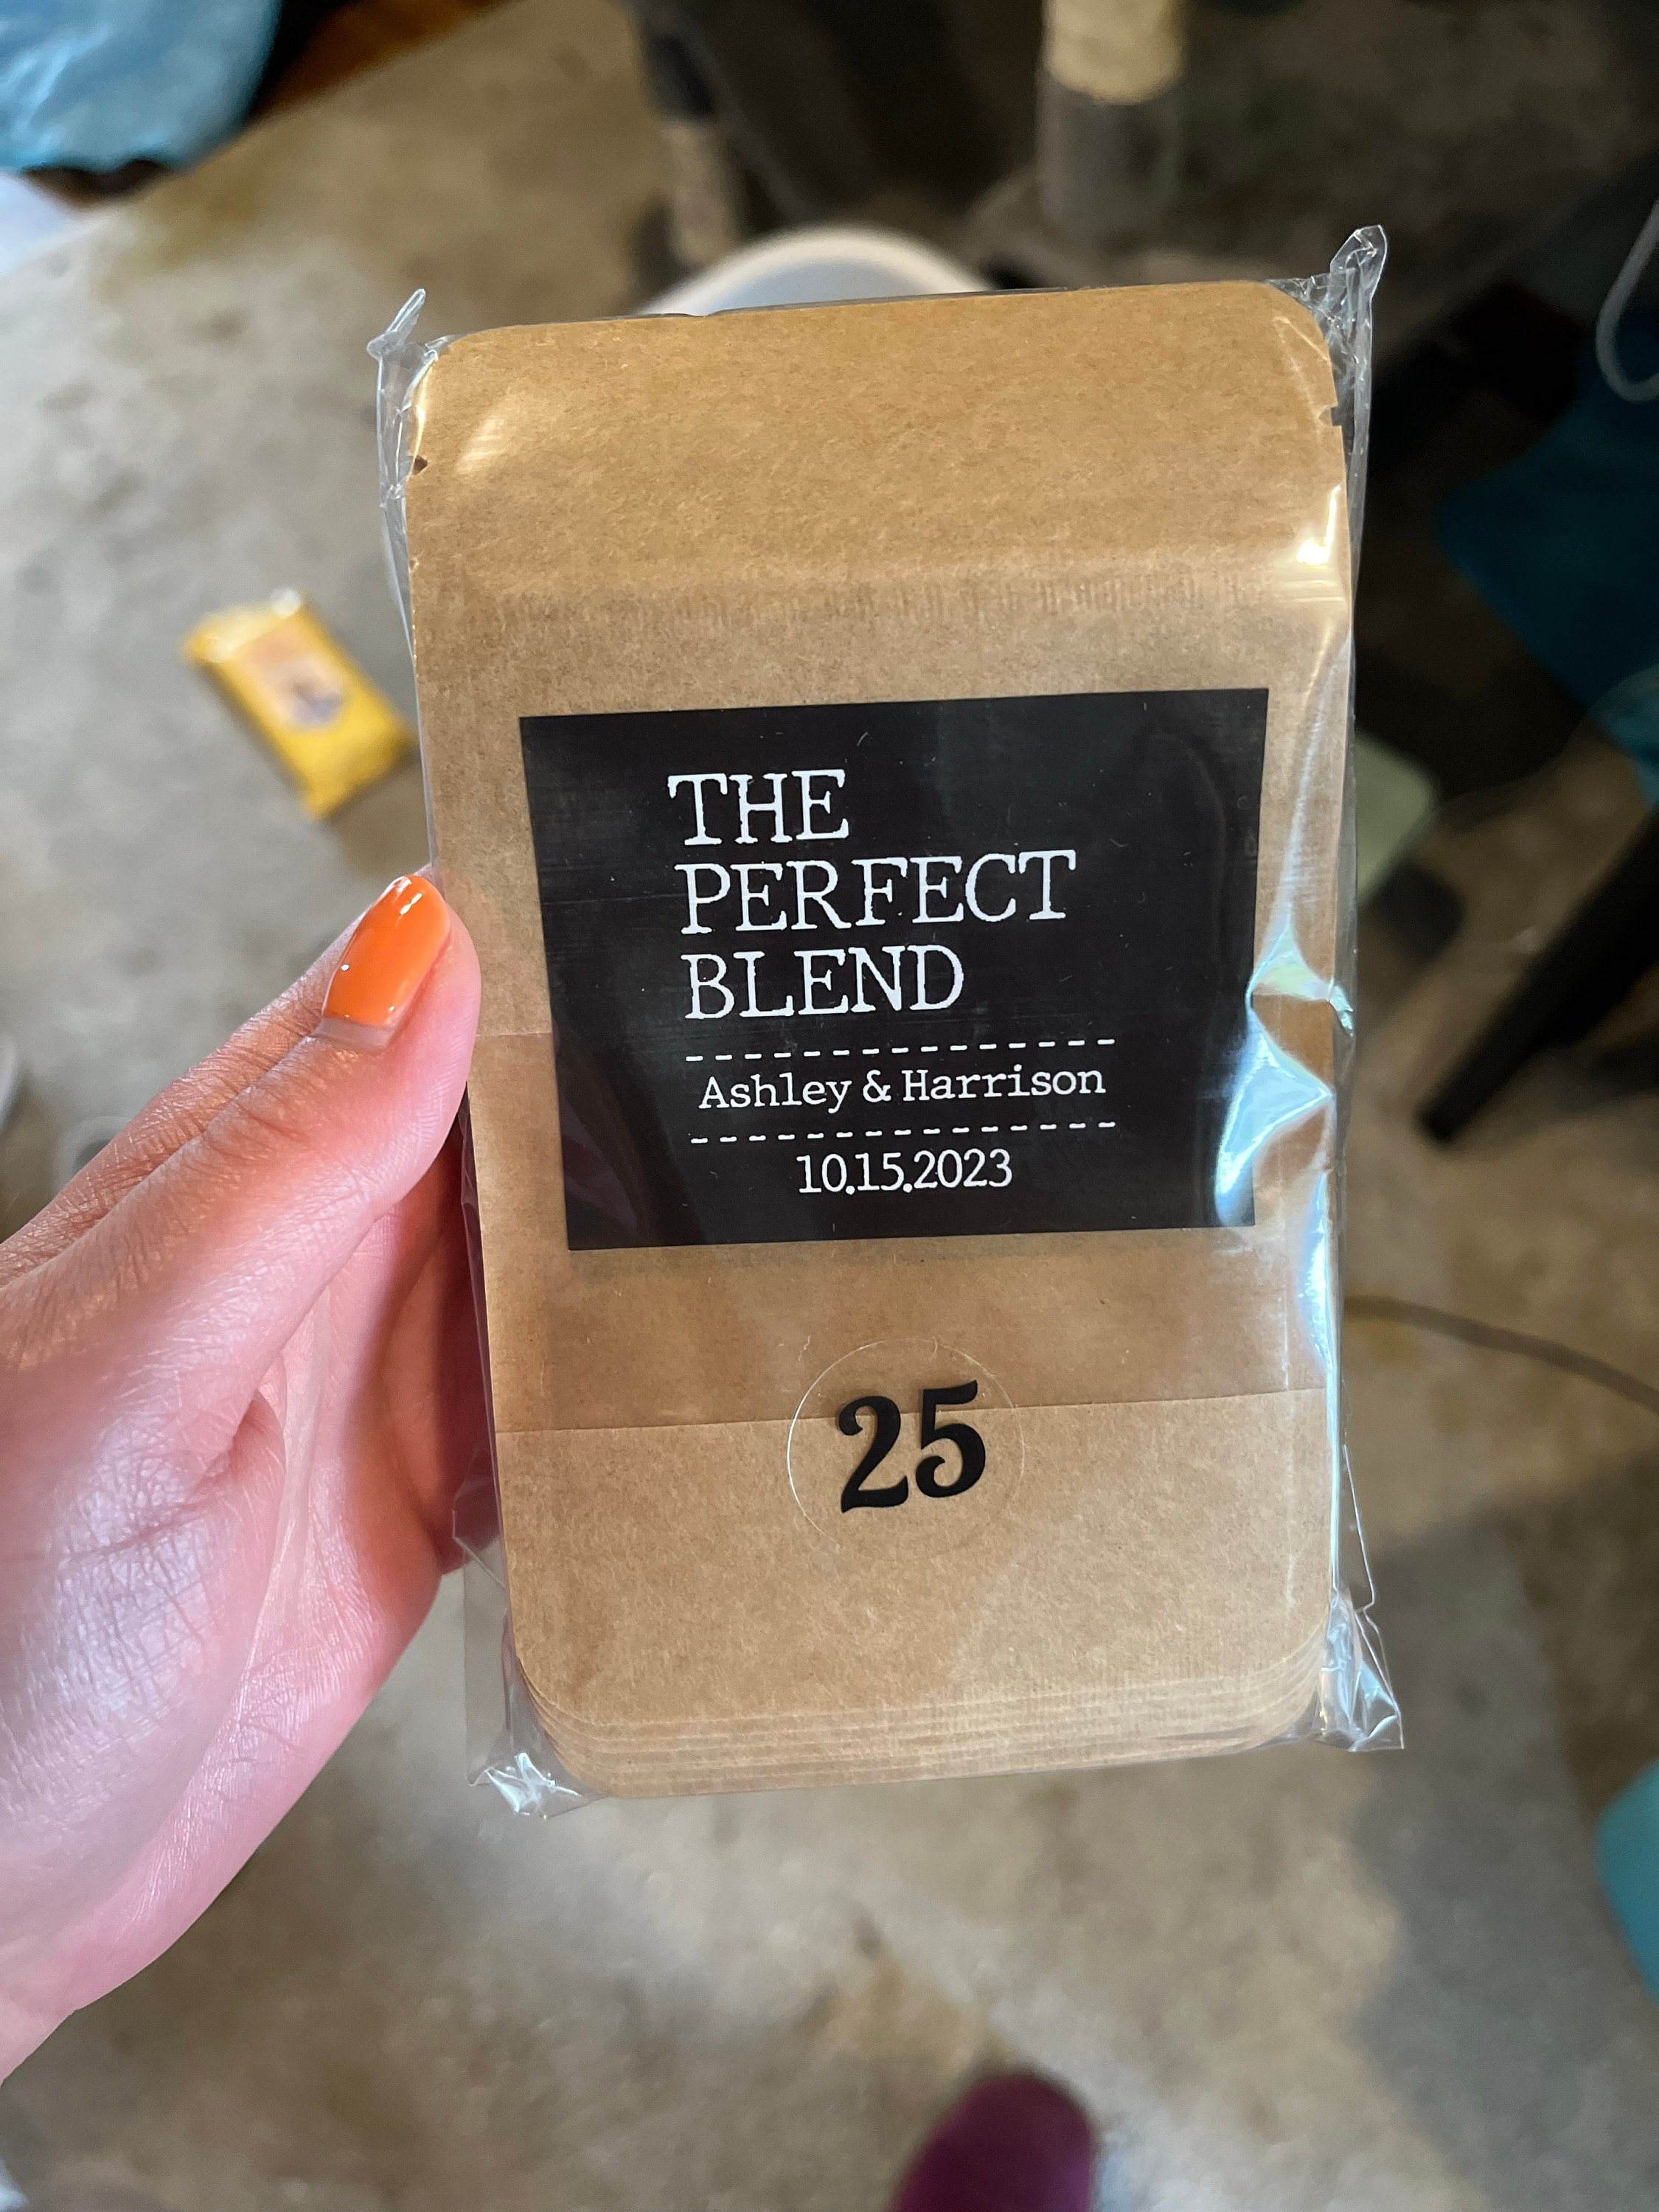 THE
PERFECT
BLEND
---------------
Ashley & Harrison
---------------
10.15.2023
25